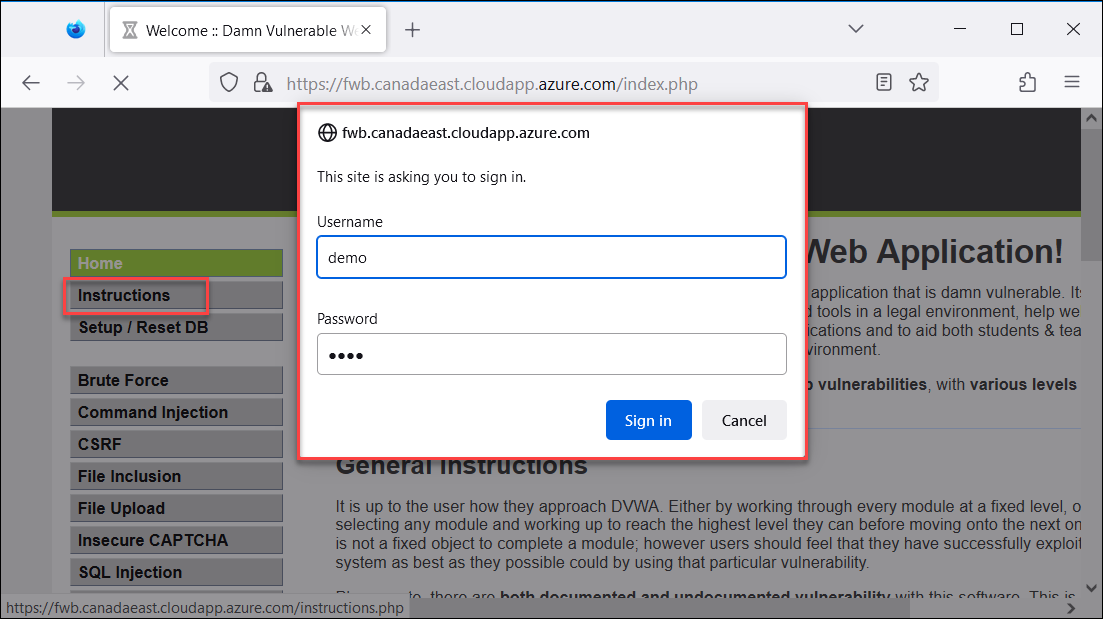 Welcome :: Damn Vulnerable We
https://fwb.canadaeast.cloudapp.azure.com/index.php
fwb.canadaeast.cloudapp.azure.com
This site is asking you to sign in.
Username
demo
Password
••••
Sign in
Cancel
Home
Instructions
Setup / Reset DB
Brute Force
Command Injection
CSRF
File Inclusion
File Upload
Insecure CAPTCHA
SQL Injection
Web Application!
application that is damn vulnerable. Its
tools in a legal environment, help we
ications and to aid both students & tea
vironment.
vulnerabilities, with various levels
General Instructions
It is up to the user how they approach DVWA. Either by working through every module at a fixed level, o
selecting any module and working up to reach the highest level they can before moving onto the next on
is not a fixed object to complete a module; however users should feel that they have successfully exploit
system as best as they possible could by using that particular vulnerability.
there are both documented and undocumented vulnerability with this software. This is
https://fwb.canadaeast.cloudapp.azure.com/instructions.php